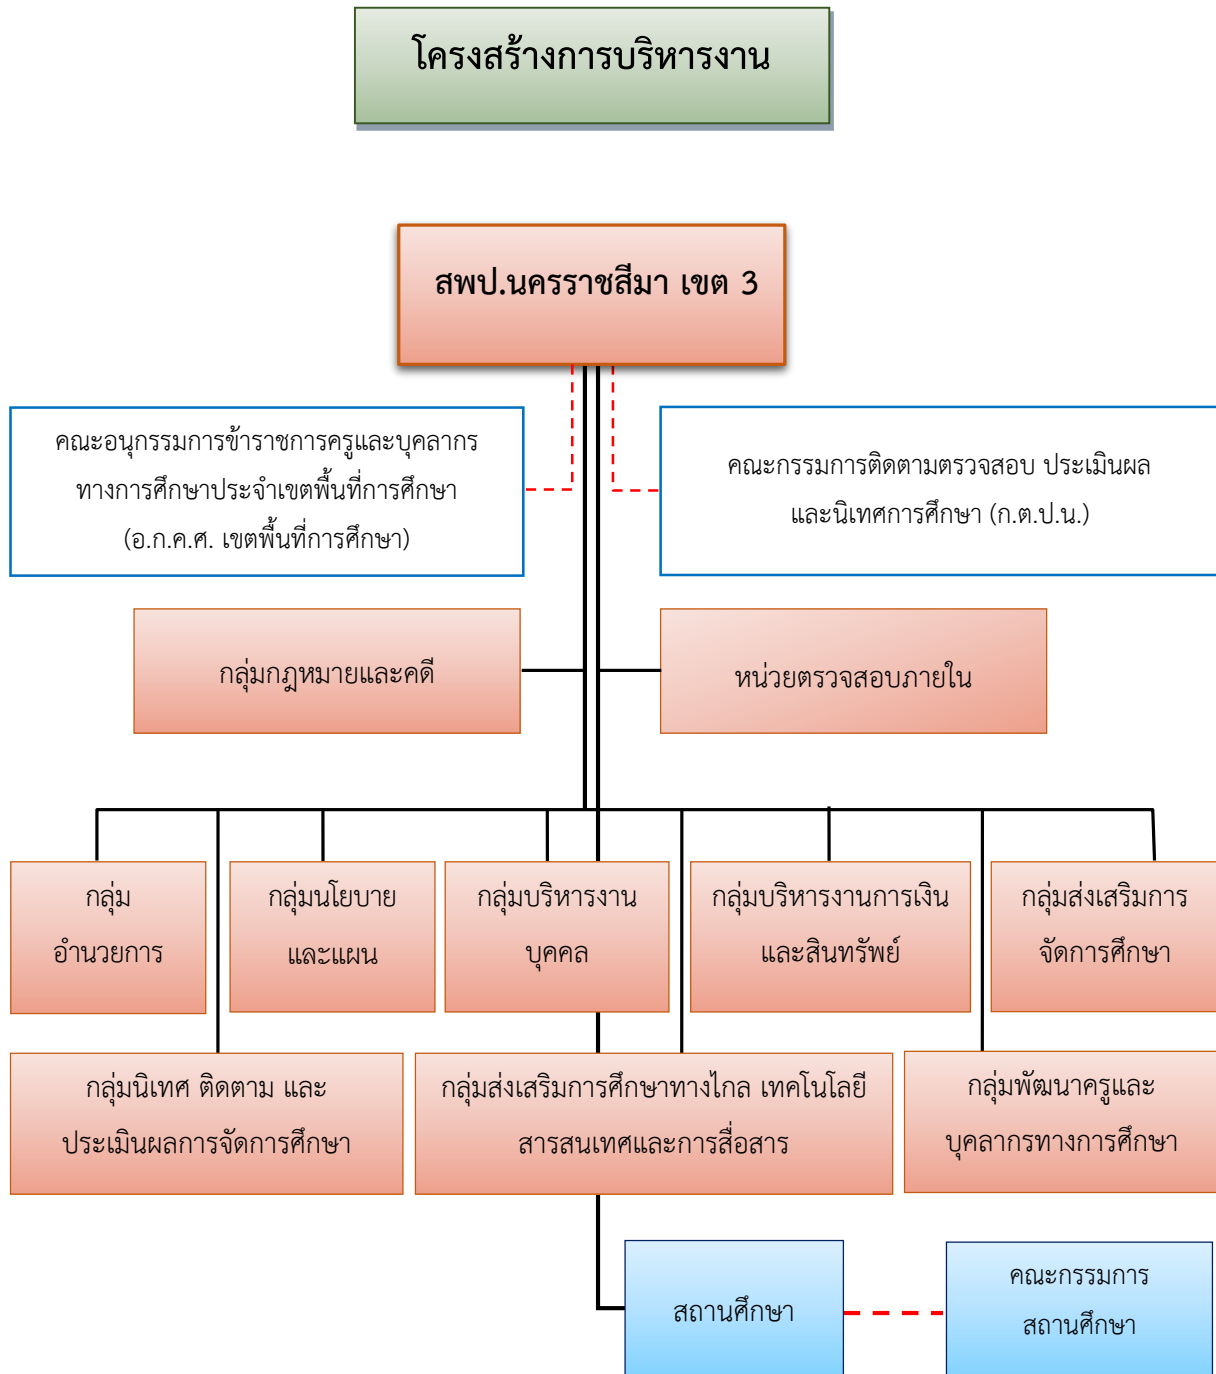 โครงสร้างการบริหารงาน
สพป.นครราชสีมา เขต 3
คณะอนุกรรมการข้าราชการครูและบุคลากร
ทางการศึกษาประจำเขตพื้นที่การศึกษา
(อ.ก.ค.ศ. เขตพื้นที่การศึกษา)
คณะกรรมการติดตามตรวจสอบ ประเมินผล
และนิเทศการศึกษา (ก.ต.ป.น.)
กลุ่มกฎหมายและคดี
หน่วยตรวจสอบภายใน
กลุ่ม
อำนวยการ
กลุ่มนโยบาย
และแผน
กลุ่มบริหารงาน
บุคคล
กลุ่มบริหารงานการเงิน
และสินทรัพย์
กลุ่มส่งเสริมการ
จัดการศึกษา
กลุ่มนิเทศ ติดตาม และ
ประเมินผลการจัดการศึกษา
กลุ่มส่งเสริมการศึกษาทางไกล เทคโนโลยี
สารสนเทศและการสื่อสาร
กลุ่มพัฒนาครูและ
บุคลากรทางการศึกษา
สถานศึกษา
คณะกรรมการ
สถานศึกษา